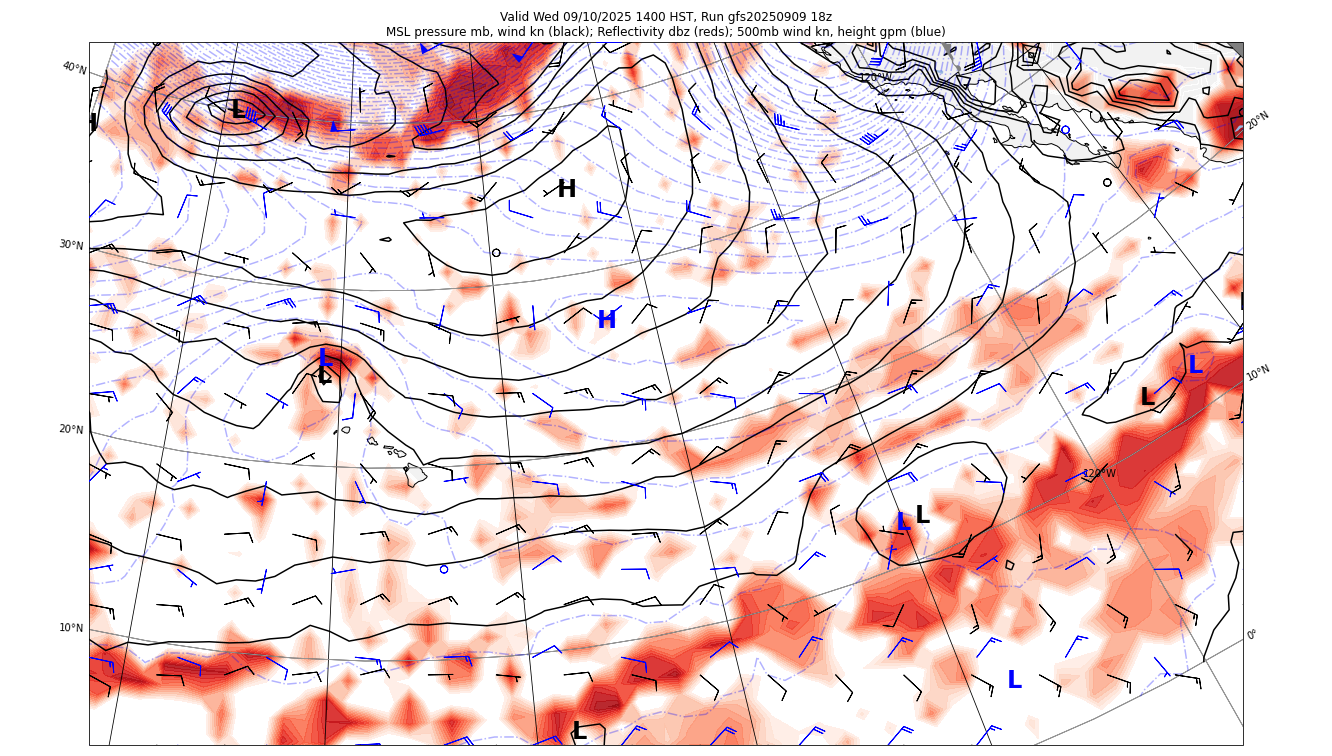 Valid Wed 09/10/2025 1400 HST, Run gfs20250909 18z
MSL pressure mb, wind kn (black); Reflectivity dbz (reds); 500mb wind kn, height gpm (blue)
40°N
120°W
L
H
20°N
H
30°N
H
L
L
10°N
L
L
20°N
120°W
L
L
10°N
0°
L
L